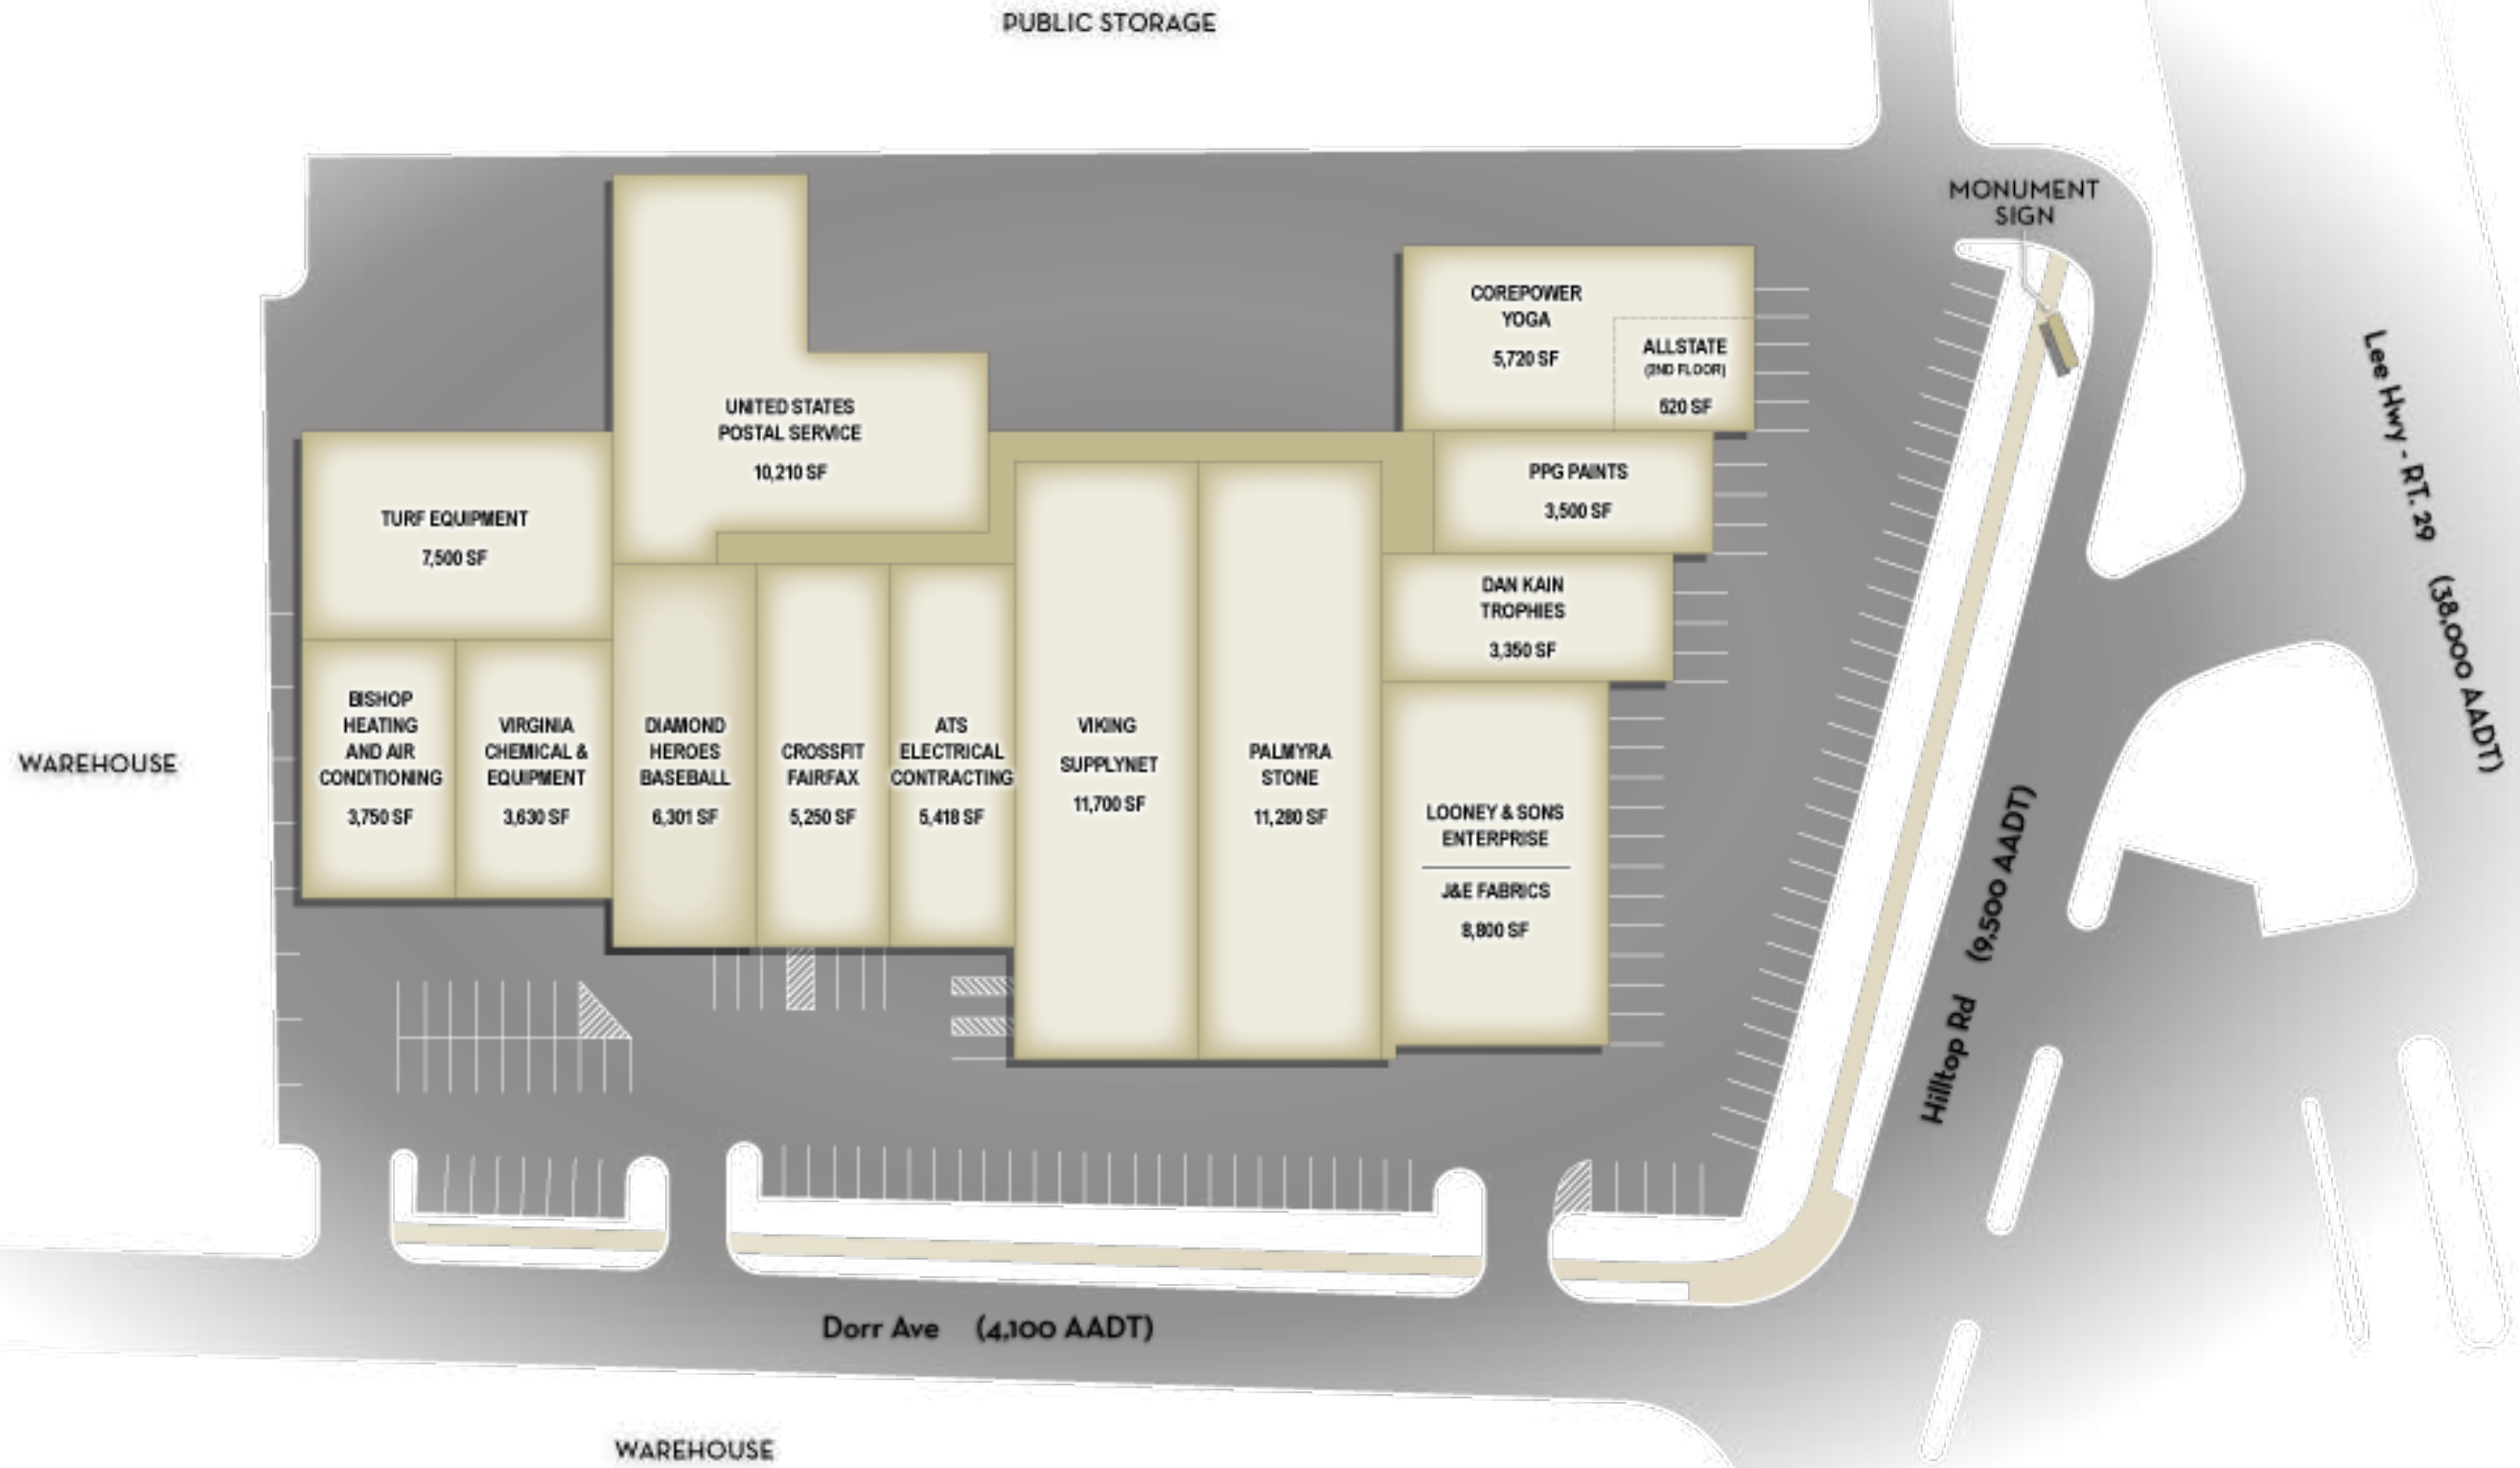 PUBLIC STORAGE
MONUMENT
SIGN
COREPOWER
YOGA
5,720 SF
ALLSTATE
(2ND FLOOR)
520 SF
UNITED STATES
POSTAL SERVICE
10,210 SF
PPG PAINTS
3,500 SF
TURF EQUIPMENT
7,500 SF
DAN KAIN
TROPHIES
3,350 SF
BISHOP
HEATING
AND AIR
CONDITIONING
3,750 SF
VIRGINIA
CHEMICAL &
EQUIPMENT
3,630 SF
DIAMOND
HEROES
BASEBALL
6,301 SF
CROSSFIT
FAIRFAX
5,250 SF
ATS
ELECTRICAL
CONTRACTING
5,418 SF
VIKING
SUPPLYNET
11,700 SF
PALMYRA
STONE
11,280 SF
LOONEY & SONS
ENTERPRISE
J&E FABRICS
8,800 SF
WAREHOUSE
Lee Hwy - RT. 29 (38,000 AADT)
Hilltop Rd (9,500 AADT)
Dorr Ave (4,100 AADT)
WAREHOUSE